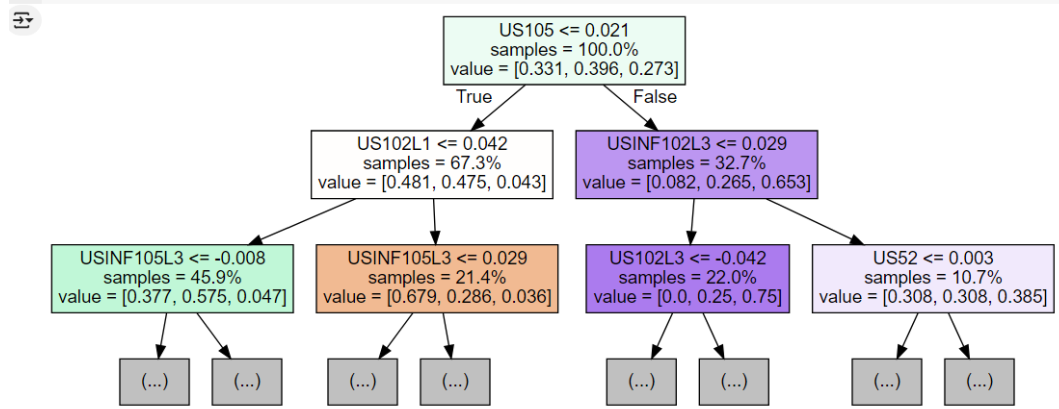 US105 <= 0.021
samples = 100.0%
value = [0.331, 0.396, 0.273]
True
False
US102L1 <= 0.042
samples = 67.3%
value = [0.481, 0.475, 0.043]
USINF102L3 <= 0.029
samples = 32.7%
value = [0.082, 0.265, 0.653]
USINF105L3 <= -0.008
samples = 45.9%
value = [0.377, 0.575, 0.047]
USINF105L3 <= 0.029
samples = 21.4%
value = [0.679, 0.286, 0.036]
US102L3 <= -0.042
samples = 22.0%
value = [0.0, 0.25, 0.75]
US52 <= 0.003
samples = 10.7%
value = [0.308, 0.308, 0.385]
(...)
(...)
(...)
(...)
(...)
(...)
(...)
(...)